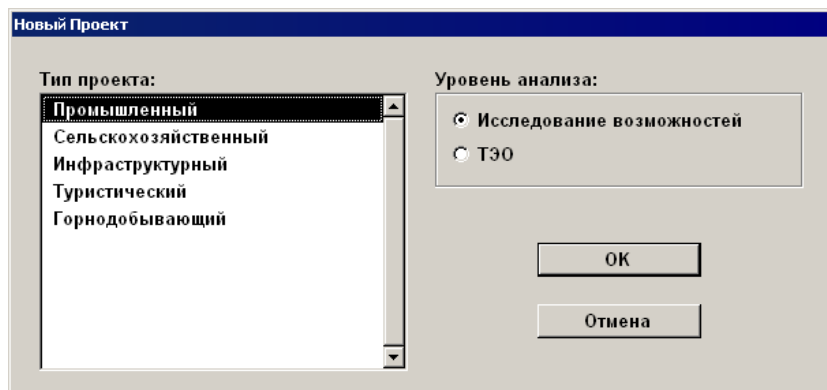 Новый Проект
Тип проекта:
Промышленный
Сельскохозяйственный
Инфраструктурный
Туристический
Горнодобывающий
Уровень анализа:
Исследование возможностей
ТЭО
OK
Отмена